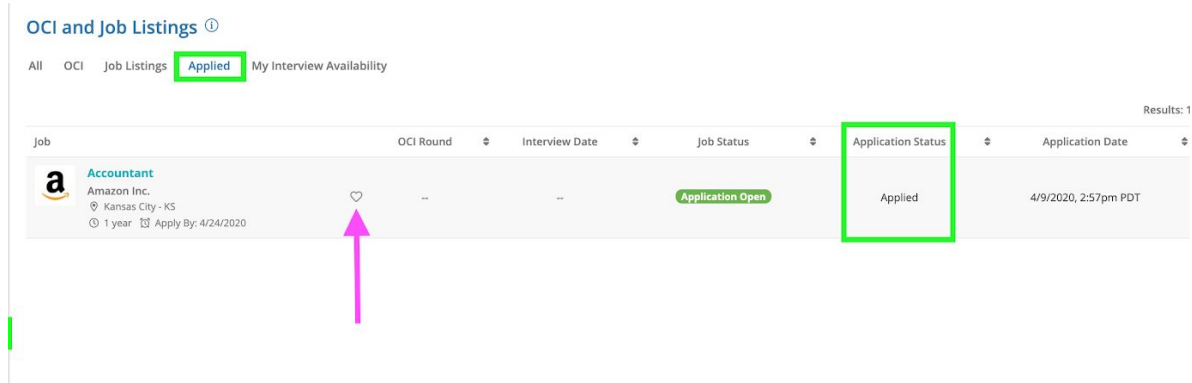 OCI and Job Listings
All OCI Job Listings Applied My Interview Availability
Results: 1
Job OCI Round Interview Date Job Status Application Status Application Date
Accountant
Amazon Inc.
Kansas City - KS
1 year Apply By: 4/24/2020
-- -- Application Open Applied 4/9/2020, 2:57pm PDT